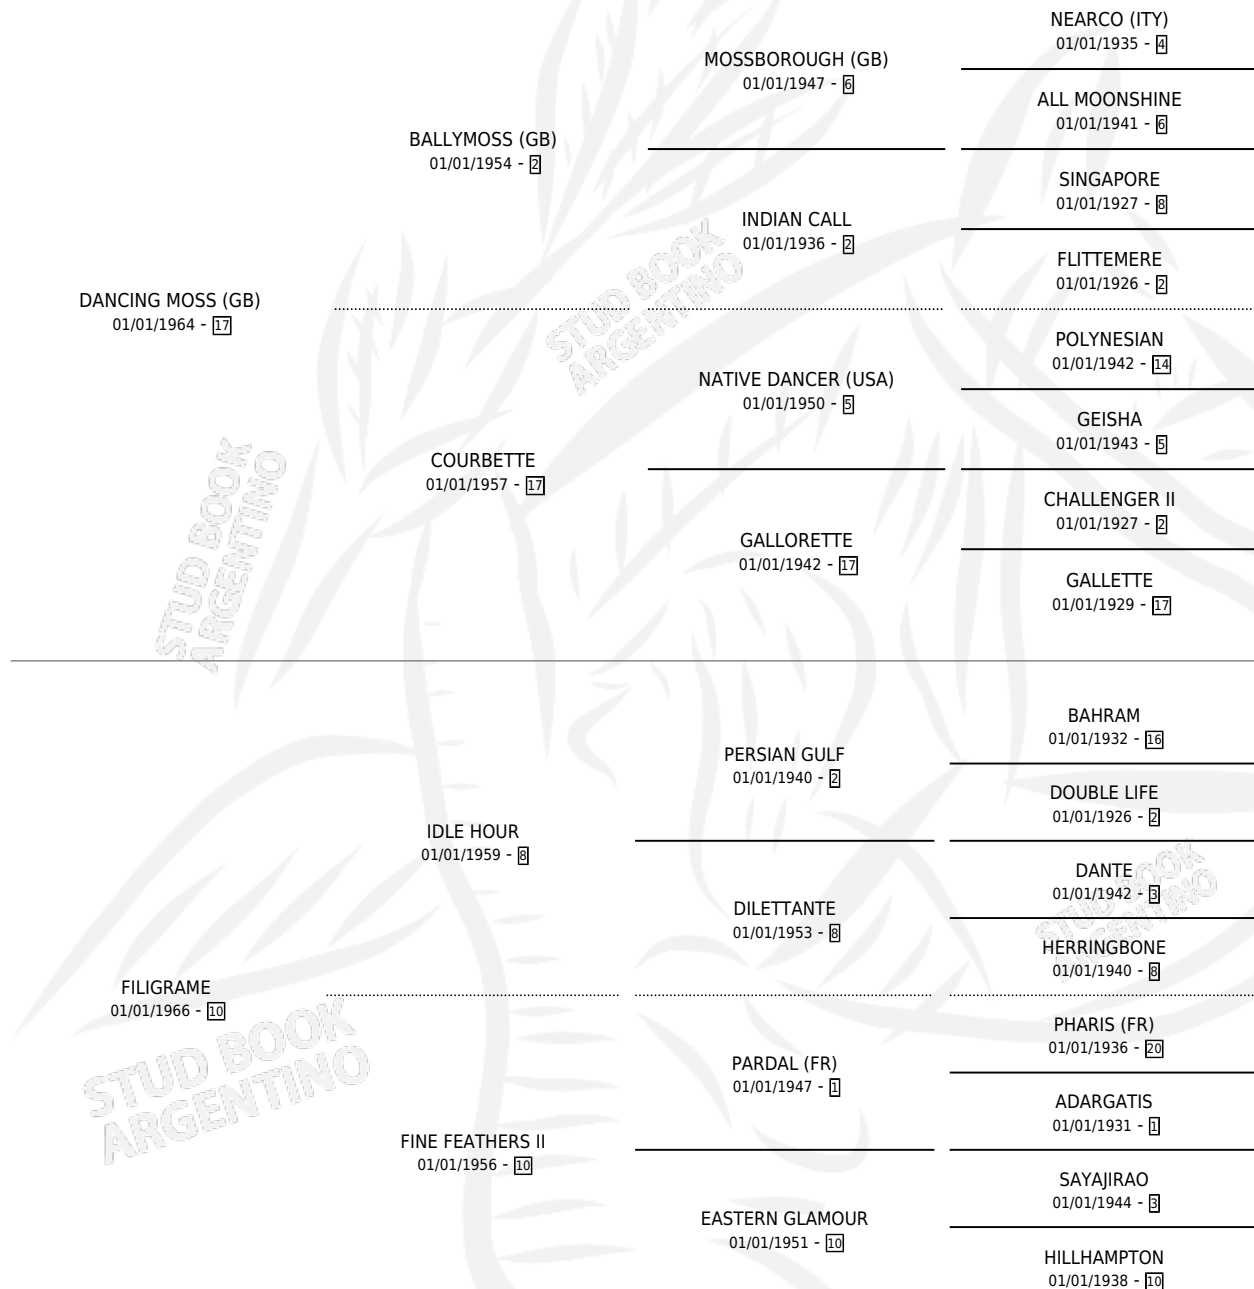 DANCING MOSS (GB)
01/01/1964 - 17
BALLYMOSS (GB)
01/01/1954 - 2
COURBETTE
01/01/1957 - 17
MOSSBOROUGH (GB)
01/01/1947 - 6
INDIAN CALL
01/01/1936 - 2
NATIVE DANCER (USA)
01/01/1950 - 5
GALLORETTE
01/01/1942 - 17
NEARCO (ITY)
01/01/1935 - 4
ALL MOONSHINE
01/01/1941 - 6
SINGAPORE
01/01/1927 - 8
FLITTEMERE
01/01/1926 - 2
POLYNESIAN
01/01/1942 - 14
GEISHA
01/01/1943 - 5
CHALLENGER II
01/01/1927 - 2
GALLETTE
01/01/1929 - 17
FILIGRAME
01/01/1966 - 10
IDLE HOUR
01/01/1959 - 8
FINE FEATHERS II
01/01/1956 - 10
PERSIAN GULF
01/01/1940 - 2
DILETTANTE
01/01/1953 - 8
PARDAL (FR)
01/01/1947 - 1
EASTERN GLAMOUR
01/01/1951 - 10
BAHRAM
01/01/1932 - 16
DOUBLE LIFE
01/01/1926 - 2
DANTE
01/01/1942 - 3
HERRINGBONE
01/01/1940 - 8
PHARIS (FR)
01/01/1936 - 20
ADARGATIS
01/01/1931 - 1
SAYAJIRAO
01/01/1944 - 3
HILLHAMPTON
01/01/1938 - 10
STUD BOOK
ARGENTINO
STUD BOOK
ARGENTINO
STUD BOOK
ARGENTINO
STUD BOOK
ARGENTINO